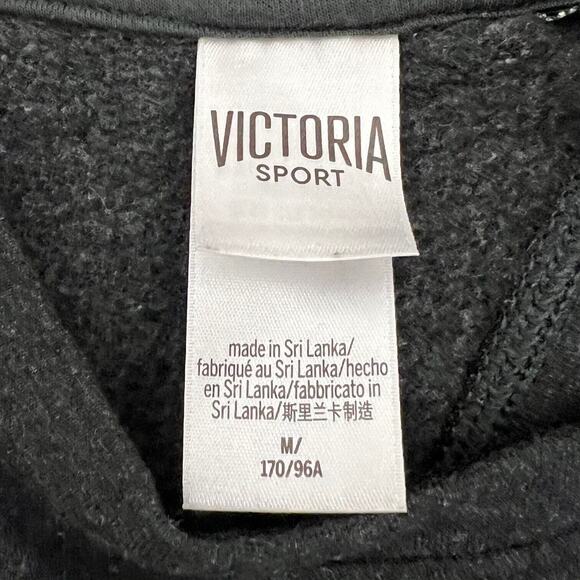 VICTORIA
SPORT
made in Sri Lanka/
fabriqué au Sri Lanka/hecho
en Sri Lanka/fabbricato in
Sri Lanka/斯里兰卡制造
M/
170/96A